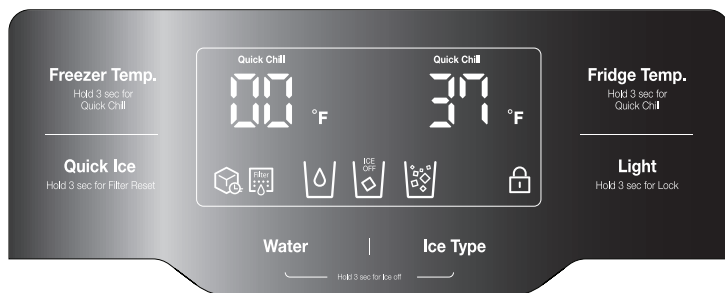 Freezer Temp.
Hold 3 sec for
Quick Chill
Quick Ice
Hold 3 sec for Filter Reset
Quick Chill
00 °F
Quick Chill
37 °F
Filter
ICE
OFF
Fridge Temp.
Hold 3 sec for
Quick Chill
Light
Hold 3 sec for Lock
Water
Ice Type
Hold 3 sec for Ice off